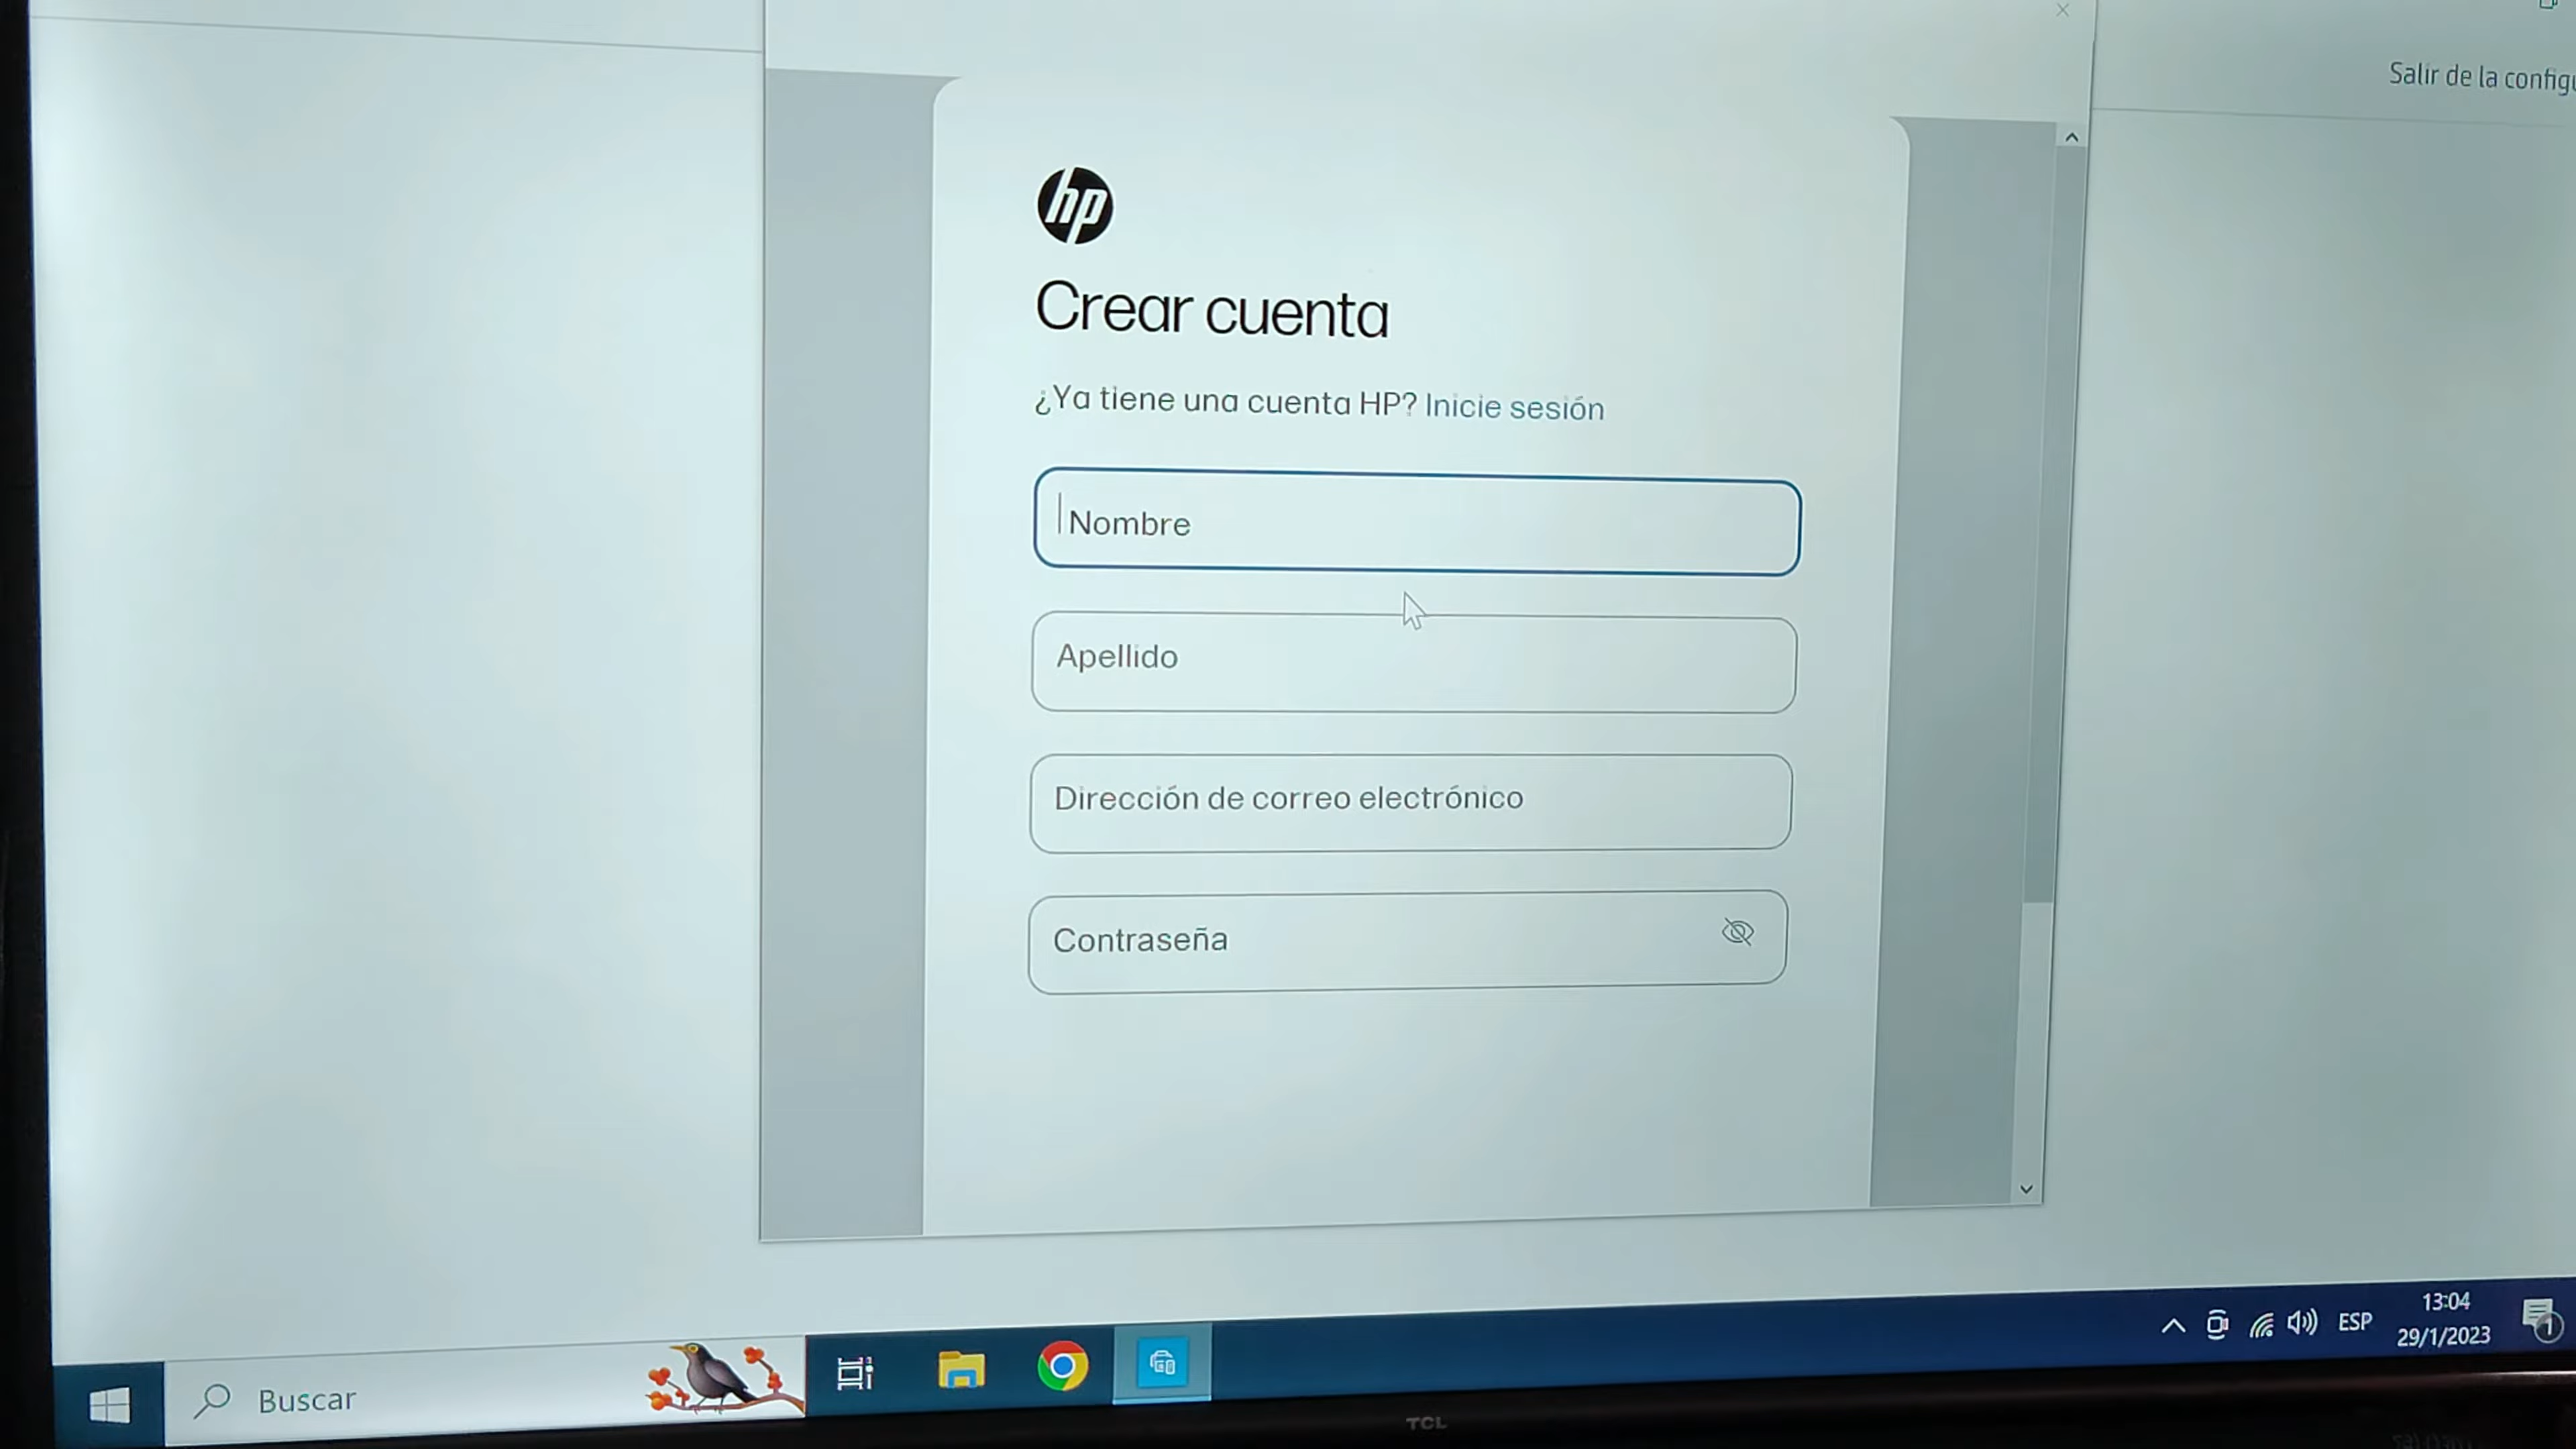 Salir de la config
hp
Crear cuenta
¿Ya tiene una cuenta HP? Inicie sesión
Nombre
Apellido
Dirección de correo electrónico
Contraseña
Buscar
ESP
13:04
29/1/2023
1
TCL